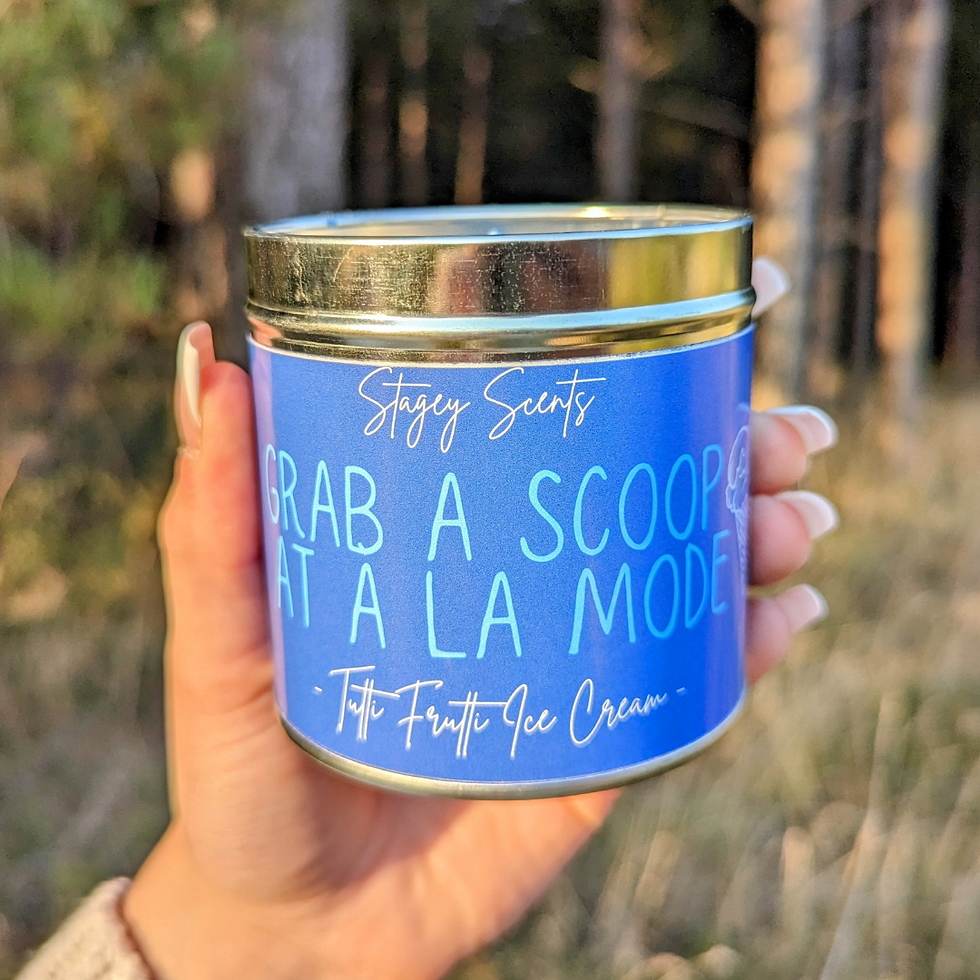 Stagey Scents
GRAB A SCOOP
AT A LA MODE
- Tutti Frutti Ice Cream -